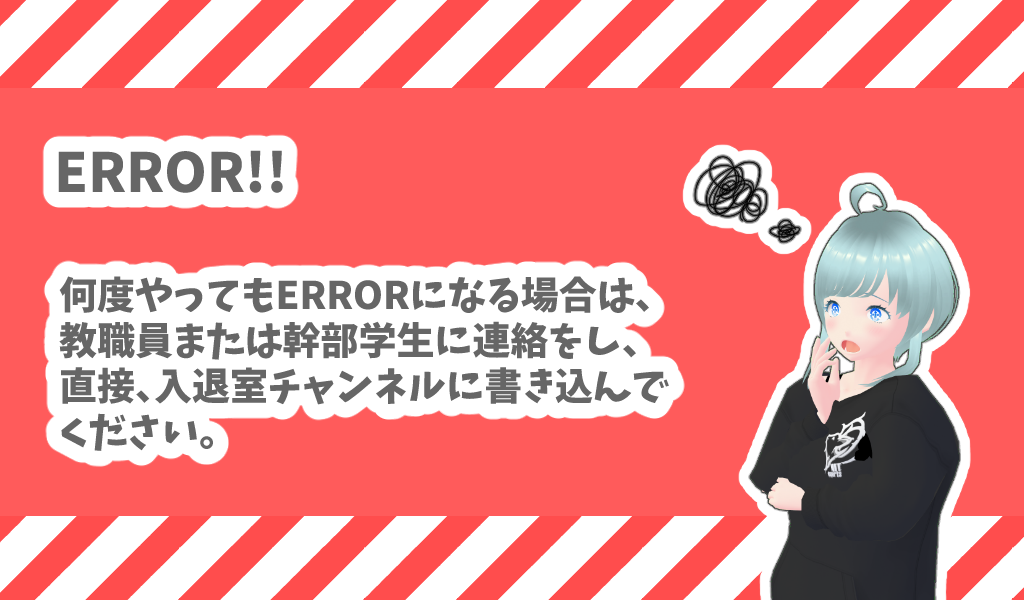 ERROR!!
何度やってもERRORになる場合は、
教職員または幹部学生に連絡をし、
直接、入退室チャンネルに書き込んで
ください。